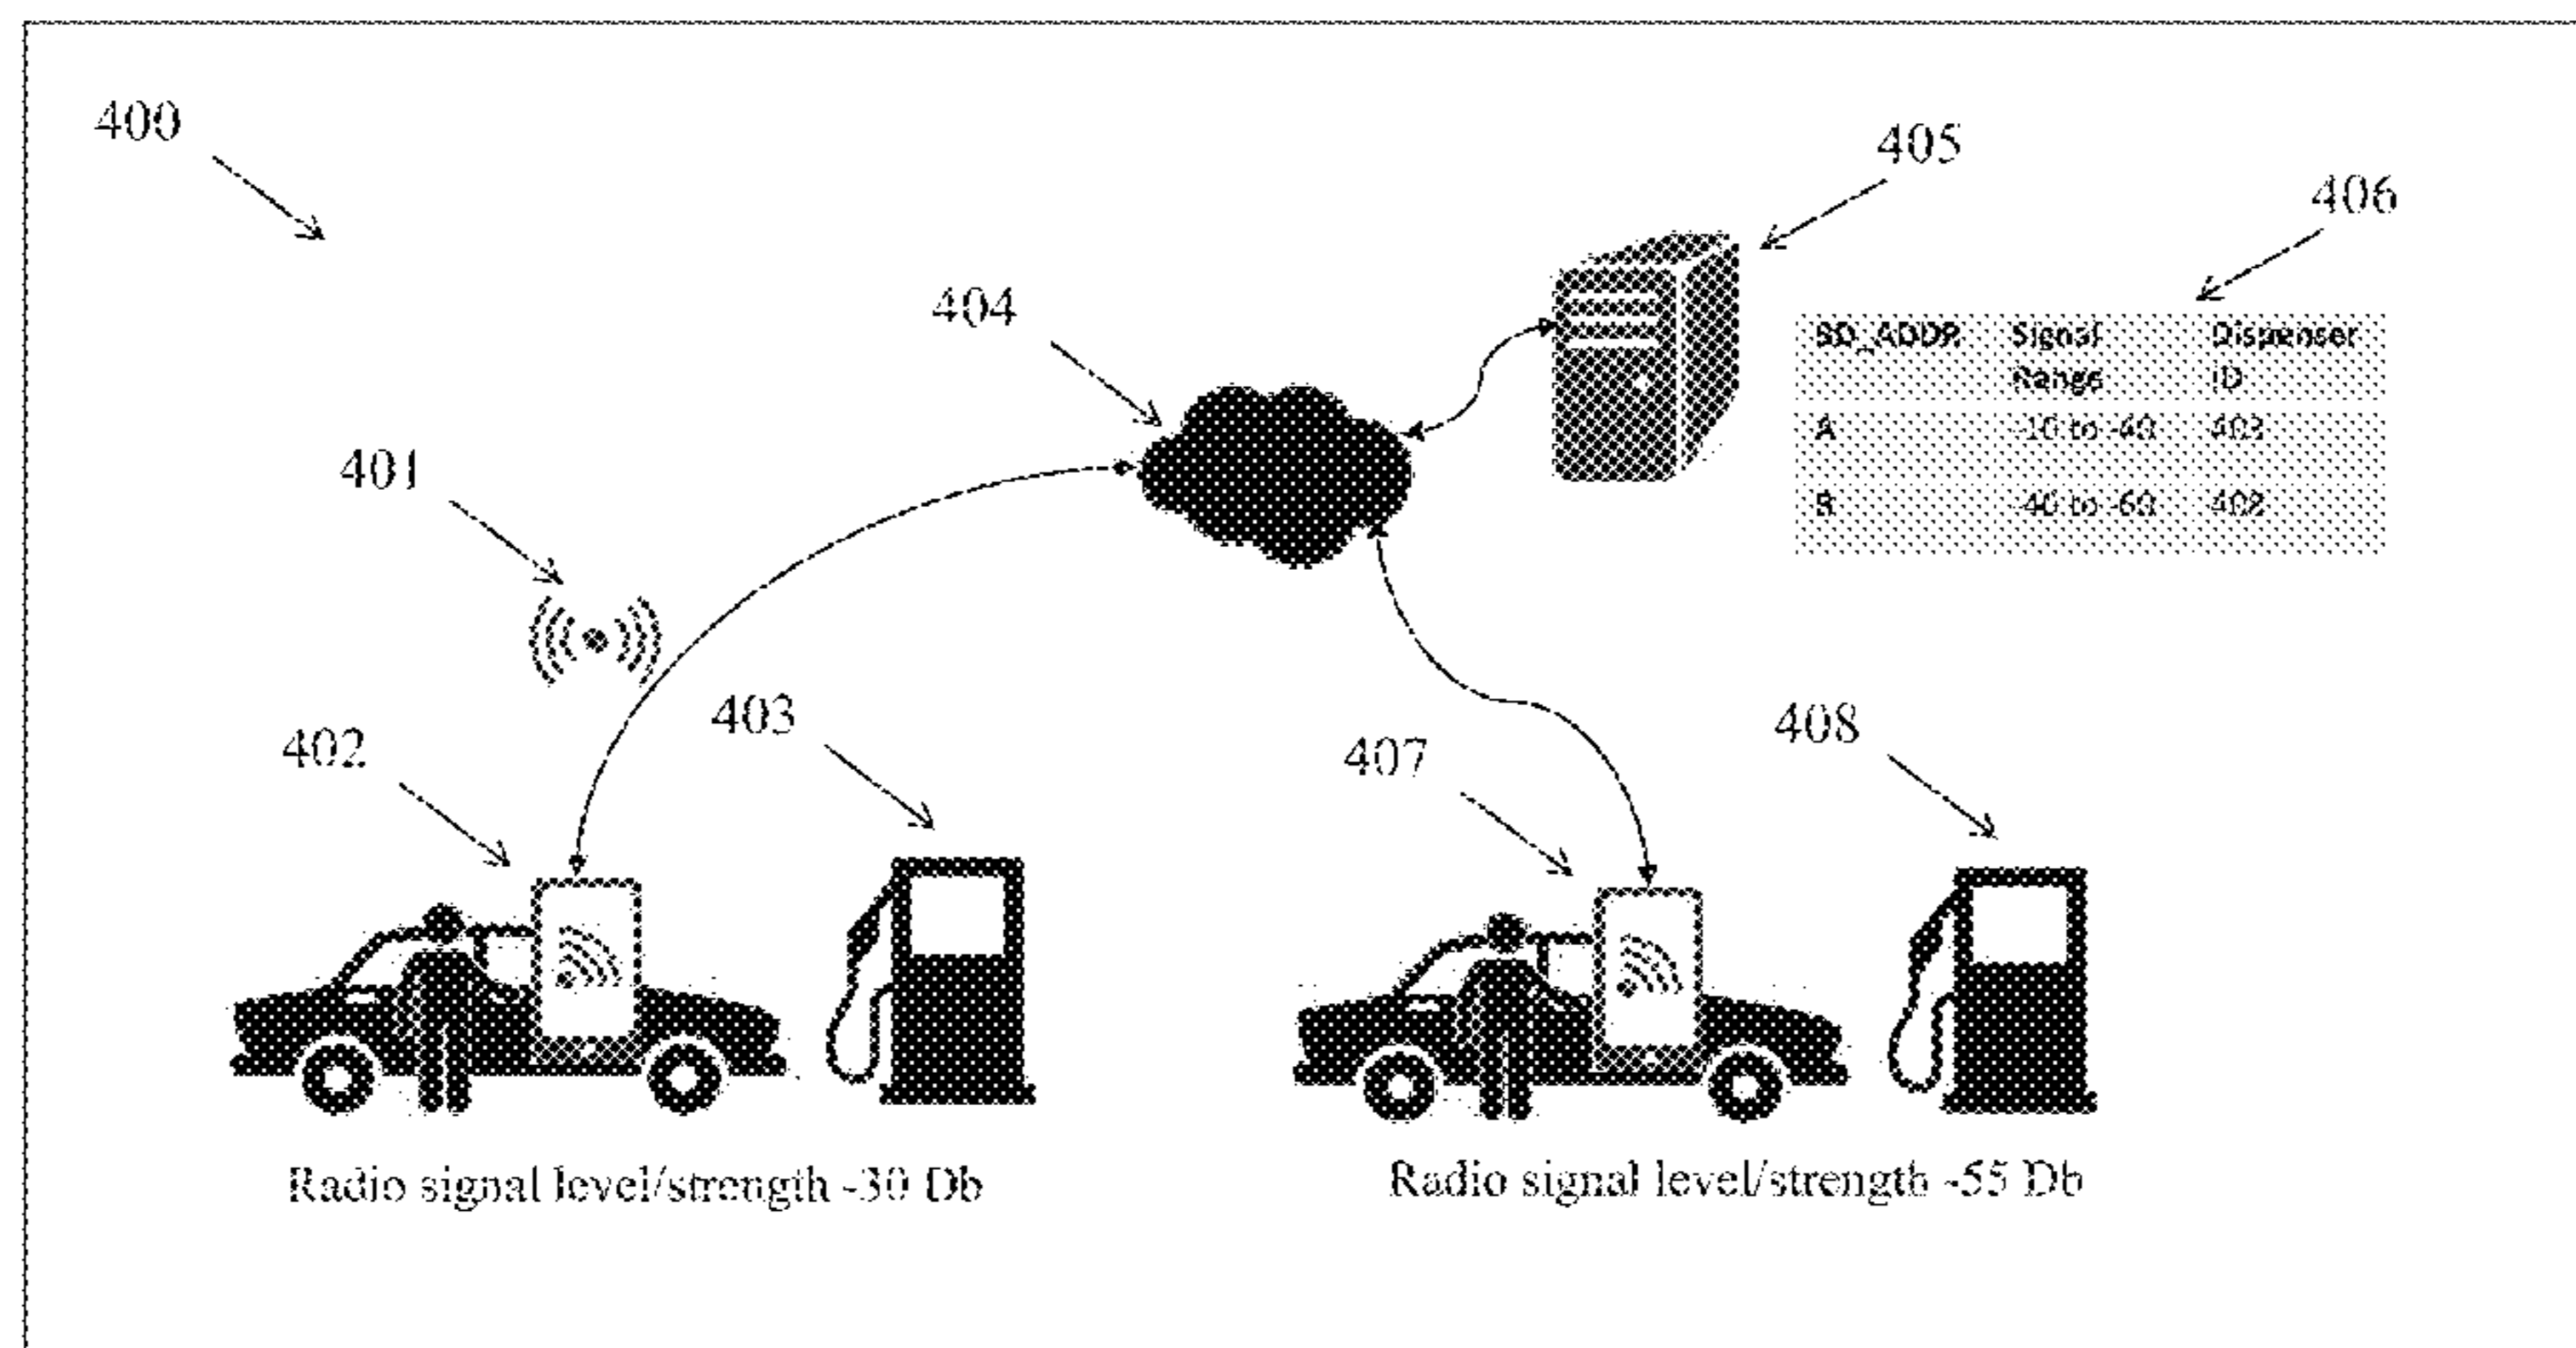 400
405
406
404
BD_ADDR Signal Dispenser
Range ID
A -10 to -40 403
401
B -40 to -60 408
403
408
402
407
Radio signal level/strength -30 Db
Radio signal level/strength -55 Db